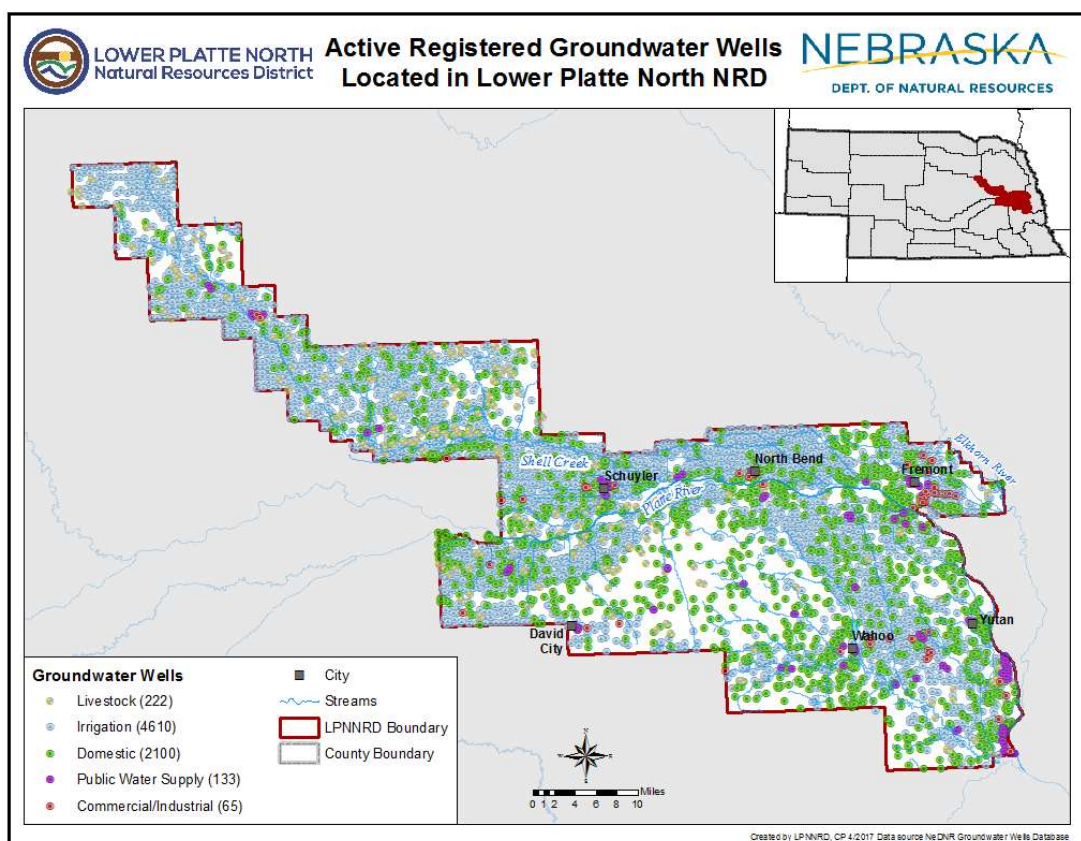 LOWER PLATTE NORTH
Natural Resources District
Active Registered Groundwater Wells
Located in Lower Platte North NRD
NEBRASKA
DEPT. OF NATURAL RESOURCES
Elkhorn River
North Bend
Fremont
Shell Creek
Schuyler
Platte River
David
City
Wahoo
Yutan
Groundwater Wells
Livestock (222)
Irrigation (4610)
Domestic (2100)
Public Water Supply (133)
Commercial/Industrial (65)
City
Streams
LPNNRD Boundary
County Boundary
Miles
0 1 2 4 6 8 10
Created by LPNNRD, CP 4/2017 Data source NeDNR Groundwater Wells Database